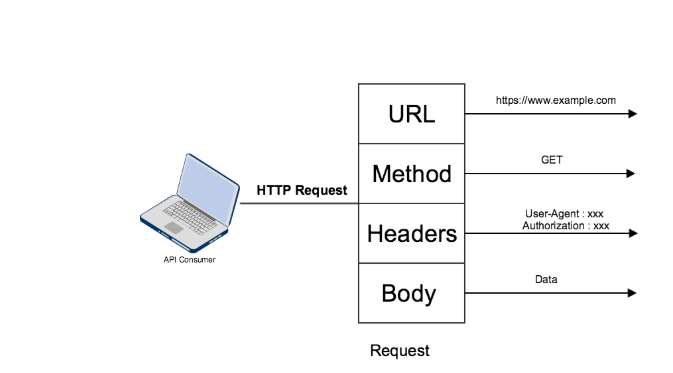 https://www.example.com
URL
GET
Method
HTTP Request
User-Agent : xxx
Authorization : xxx
Headers
API Consumer
Data
Body
Request